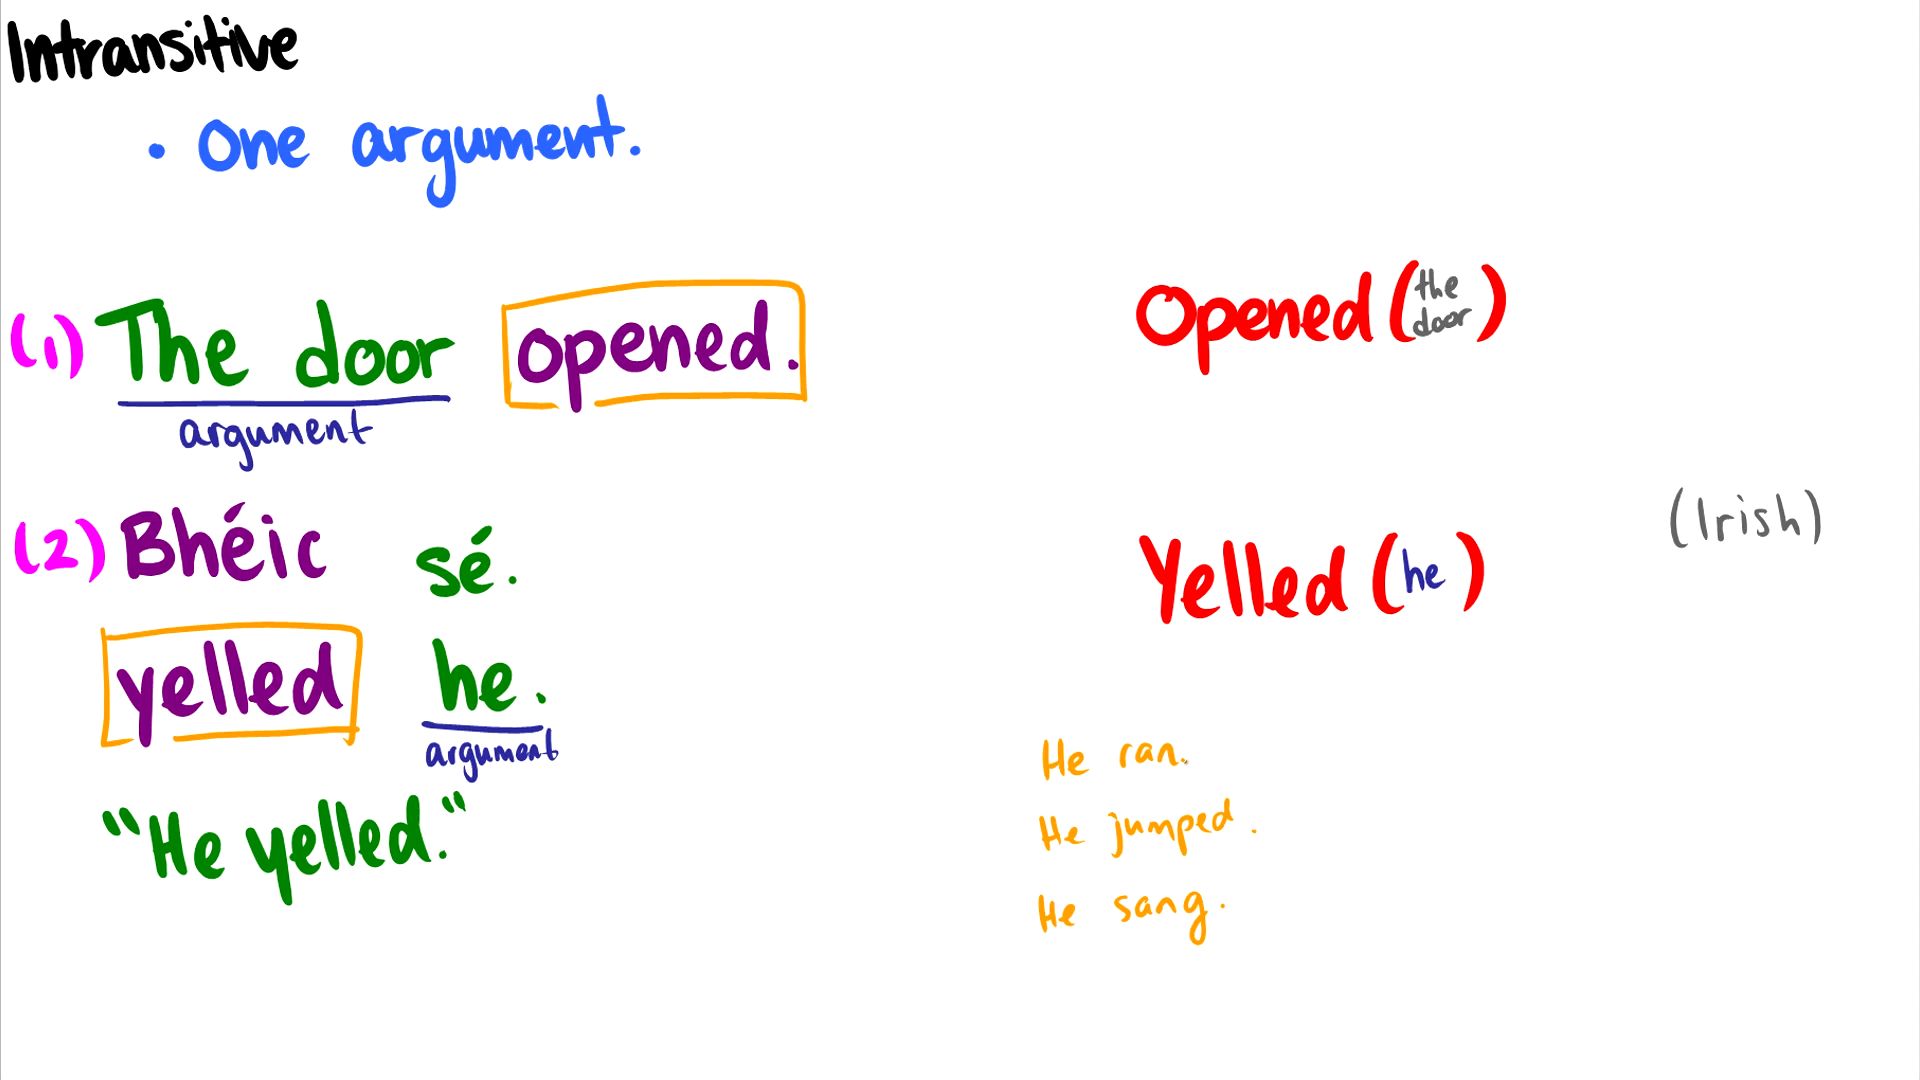 Intransitive
• One argument.
(1) The door opened.
argument
Opened (the door)
(2) Bhéic sé.
yelled he.
argument
"He yelled."
Yelled (he)
(Irish)
He ran.
He jumped.
He sang.